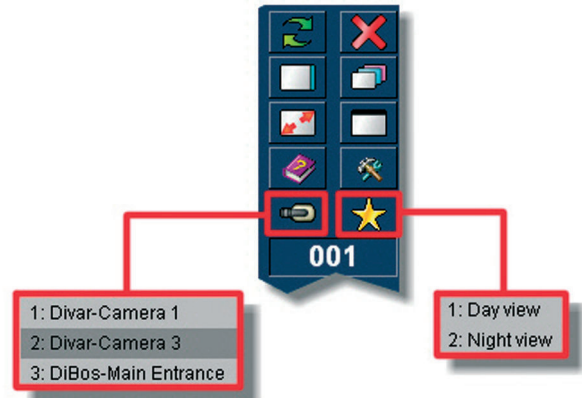 001
1: Divar-Camera 1
2: Divar-Camera 3
3: DiBos-Main Entrance
1: Day view
2: Night view